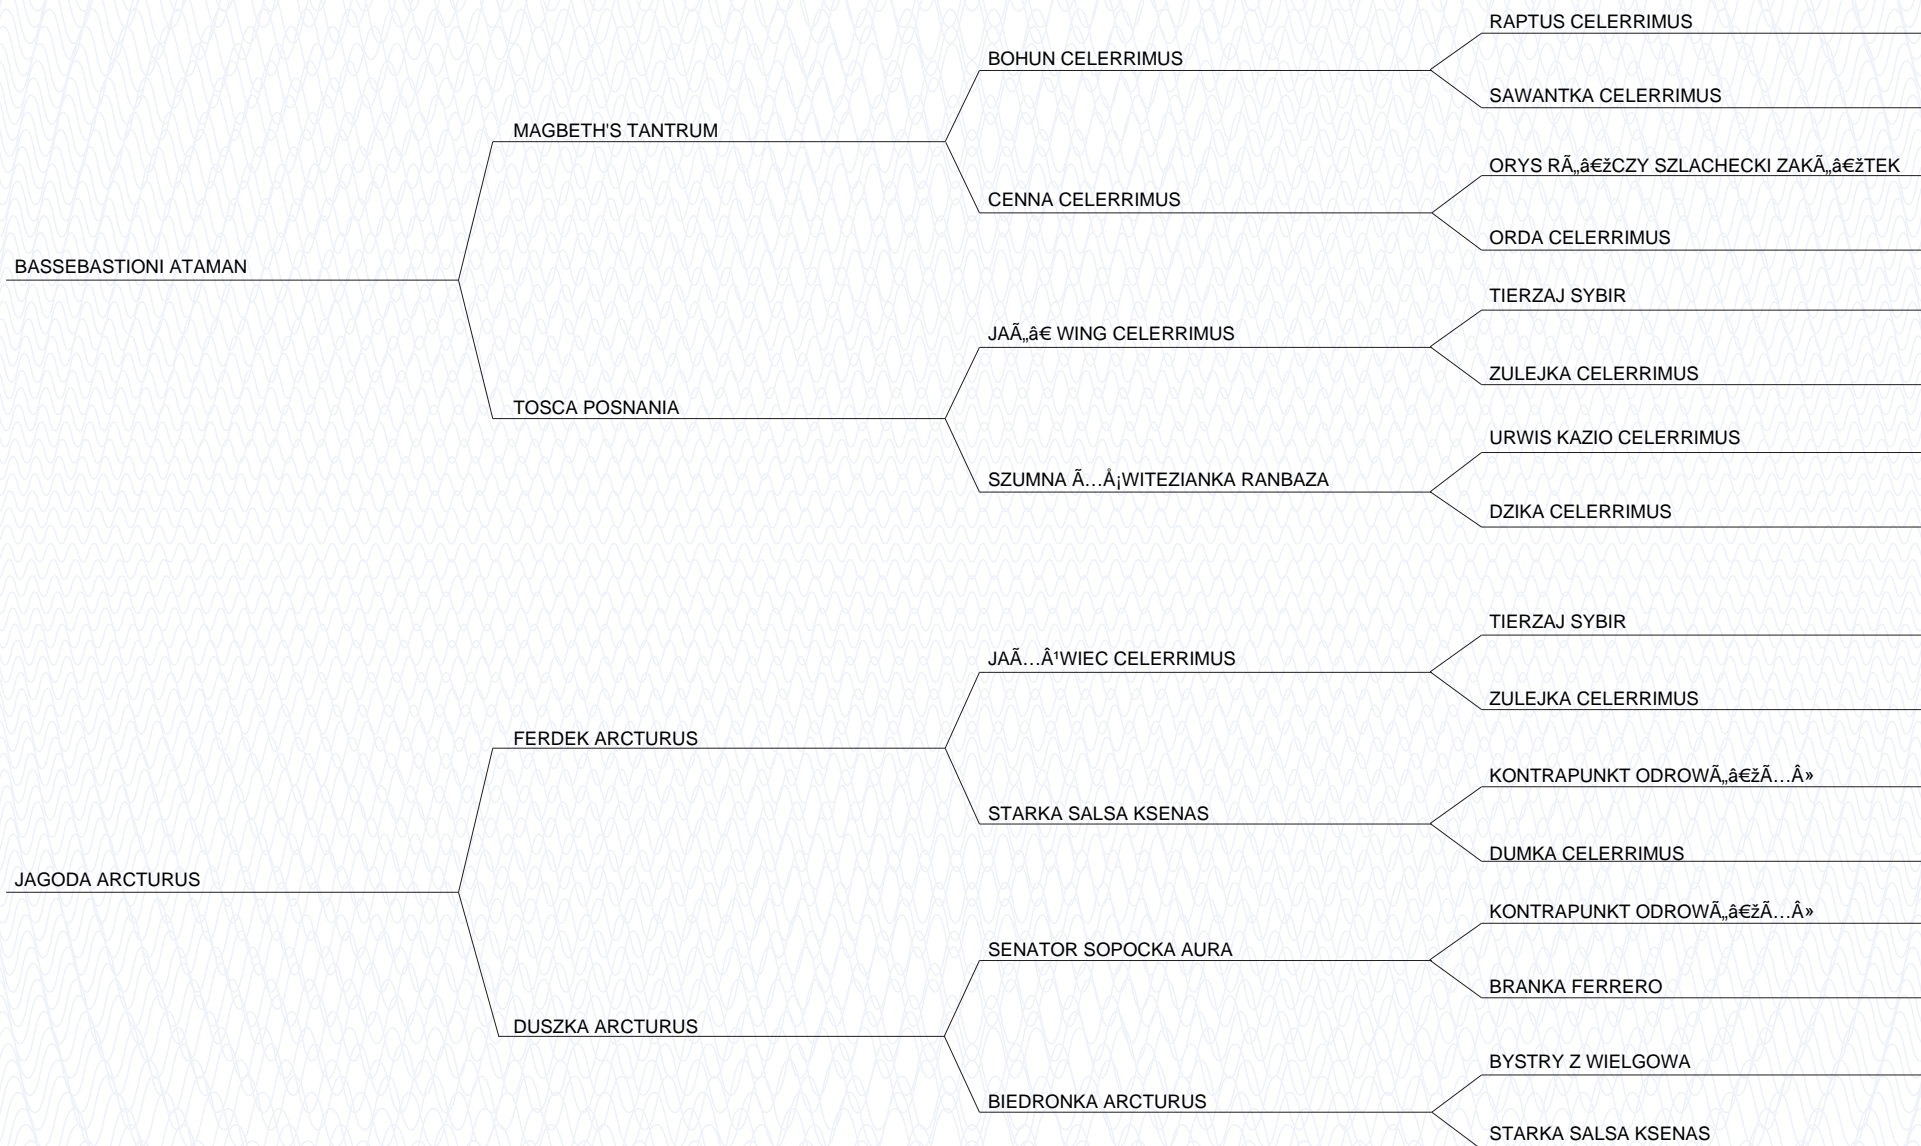 RAPTUS CELERRIMUS
BOHUN CELERRIMUS
SAWANTKA CELERRIMUS
MAGBETH'S TANTRUM
ORYS RÃ„â€žCZY SZLACHECKI ZAKÃ„â€žTEK
CENNA CELERRIMUS
ORDA CELERRIMUS
BASSEBASTIONI ATAMAN
TIERZAJ SYBIR
JAÃ„â€ WING CELERRIMUS
ZULEJKA CELERRIMUS
TOSCA POSNANIA
URWIS KAZIO CELERRIMUS
SZUMNA Ã…Å¡WITEZIANKA RANBAZA
DZIKA CELERRIMUS
TIERZAJ SYBIR
JAÃ…Â¹WIEC CELERRIMUS
ZULEJKA CELERRIMUS
FERDEK ARCTURUS
KONTRAPUNKT ODROWÃ„â€žÃ…Â»
STARKA SALSA KSENAS
DUMKA CELERRIMUS
JAGODA ARCTURUS
KONTRAPUNKT ODROWÃ„â€žÃ…Â»
SENATOR SOPOCKA AURA
BRANKA FERRERO
DUSZKA ARCTURUS
BYSTRY Z WIELGOWA
BIEDRONKA ARCTURUS
STARKA SALSA KSENAS